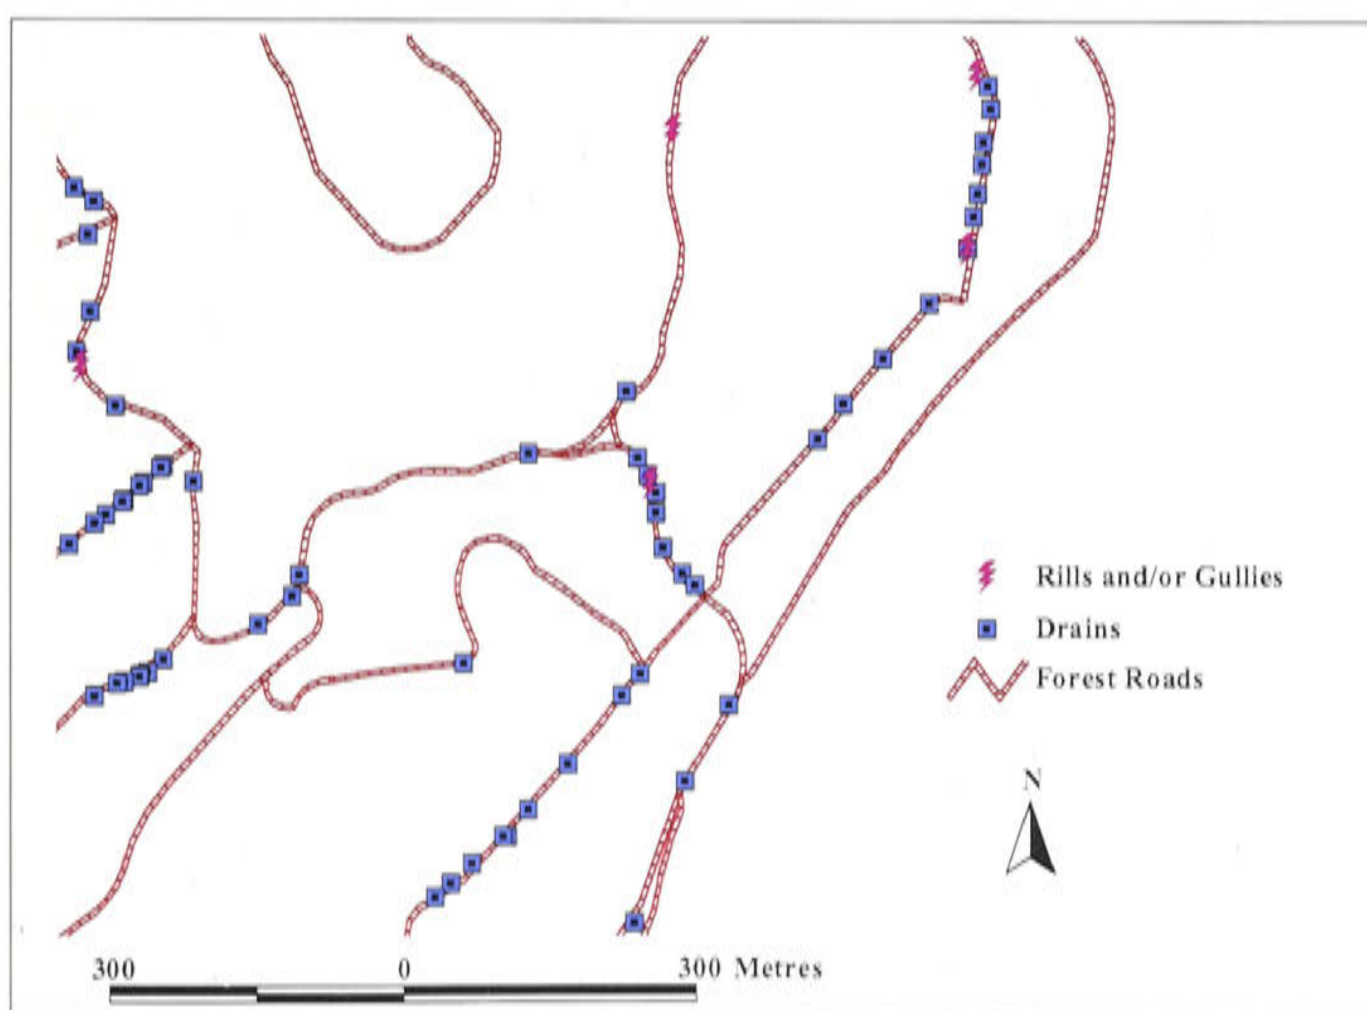 Rills and/or Gullies
Drains
Forest Roads
N
300 0 300 Metres